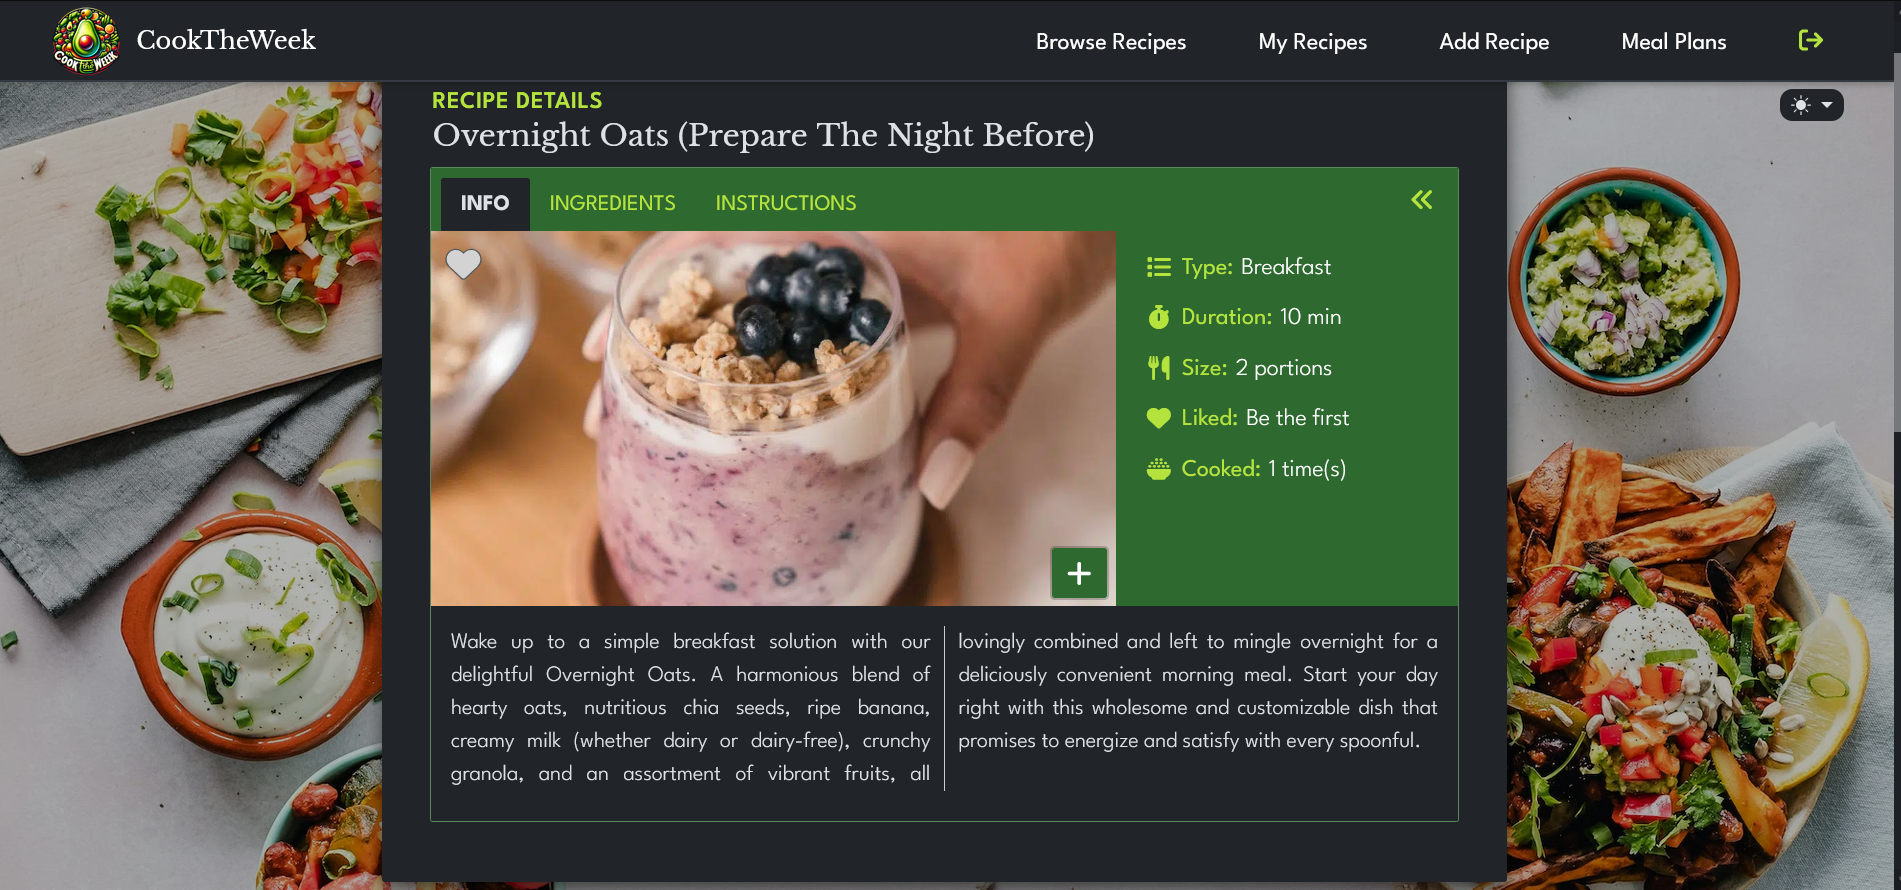 COOK the WEEK
CookTheWeek
Browse Recipes
My Recipes
Add Recipe
Meal Plans
RECIPE DETAILS
Overnight Oats (Prepare The Night Before)
INFO
INGREDIENTS
INSTRUCTIONS
Type: Breakfast
Duration: 10 min
Size: 2 portions
Liked: Be the first
Cooked: 1 time(s)
Wake up to a simple breakfast solution with our
delightful Overnight Oats. A harmonious blend of
hearty oats, nutritious chia seeds, ripe banana,
creamy milk (whether dairy or dairy-free), crunchy
granola, and an assortment of vibrant fruits, all
lovingly combined and left to mingle overnight for a
deliciously convenient morning meal. Start your day
right with this wholesome and customizable dish that
promises to energize and satisfy with every spoonful.